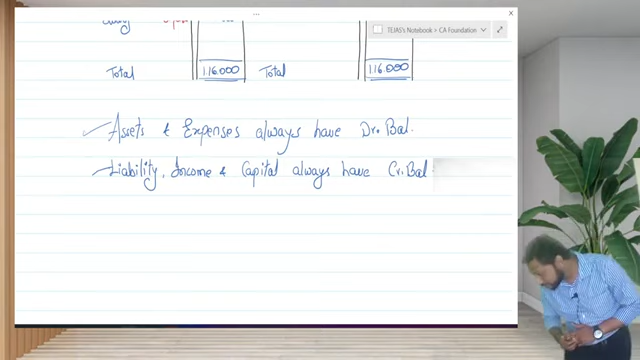 TEJAS's Notebook > CA Foundation
Total 116.000 Total 116.000
Assets & Expenses always have Dr. Bal.
Liability, Income & Capital always have Cr. Bal.